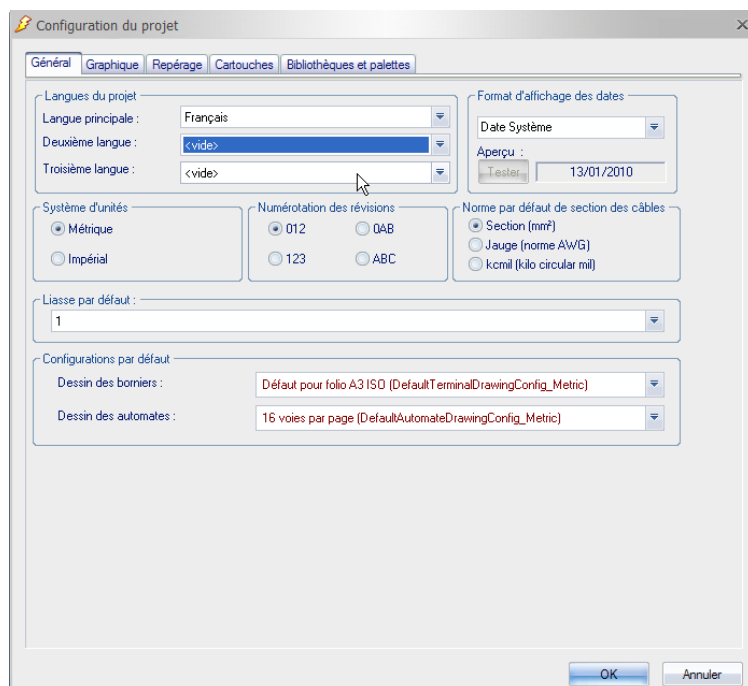 Configuration du projet
Général Graphique Repérage Cartouches Bibliothèques et palettes
Langues du projet
Langue principale : Français
Deuxième langue : <vide>
Troisième langue : <vide>
Format d'affichage des dates
Date Système
Aperçu :
Tester 13/01/2010
Système d'unités
Métrique
Impérial
Numérotation des révisions
012 0AB
123 ABC
Norme par défaut de section des câbles
Section (mm²)
Jauge (norme AWG)
kcmil (kilo circular mil)
Liasse par défaut :
1
Configurations par défaut
Dessin des borniers : Défaut pour folio A3 ISO (DefaultTerminalDrawingConfig_Metric)
Dessin des automates : 16 voies par page (DefaultAutomateDrawingConfig_Metric)
OK Annuler